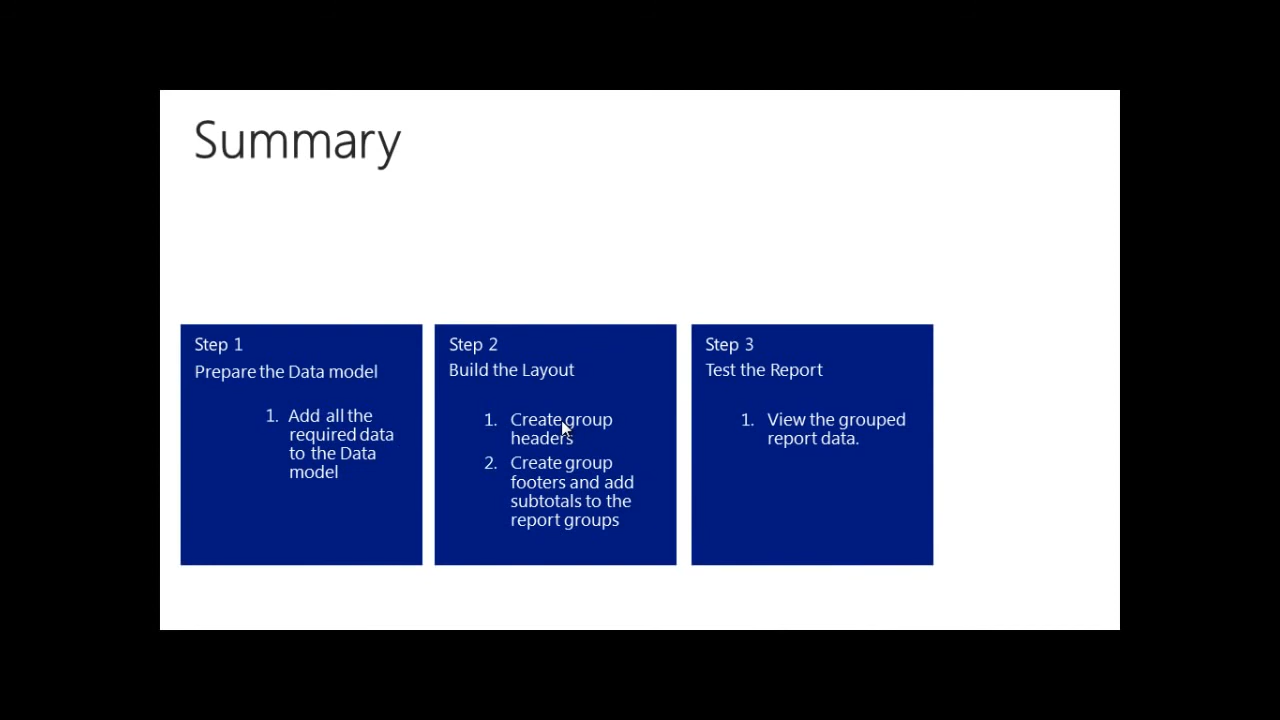 Summary
Step 1
Prepare the Data model
1. Add all the
required data
to the Data
model
Step 2
Build the Layout
1. Create group
headers
2. Create group
footers and add
subtotals to the
report groups
Step 3
Test the Report
1. View the grouped
report data.